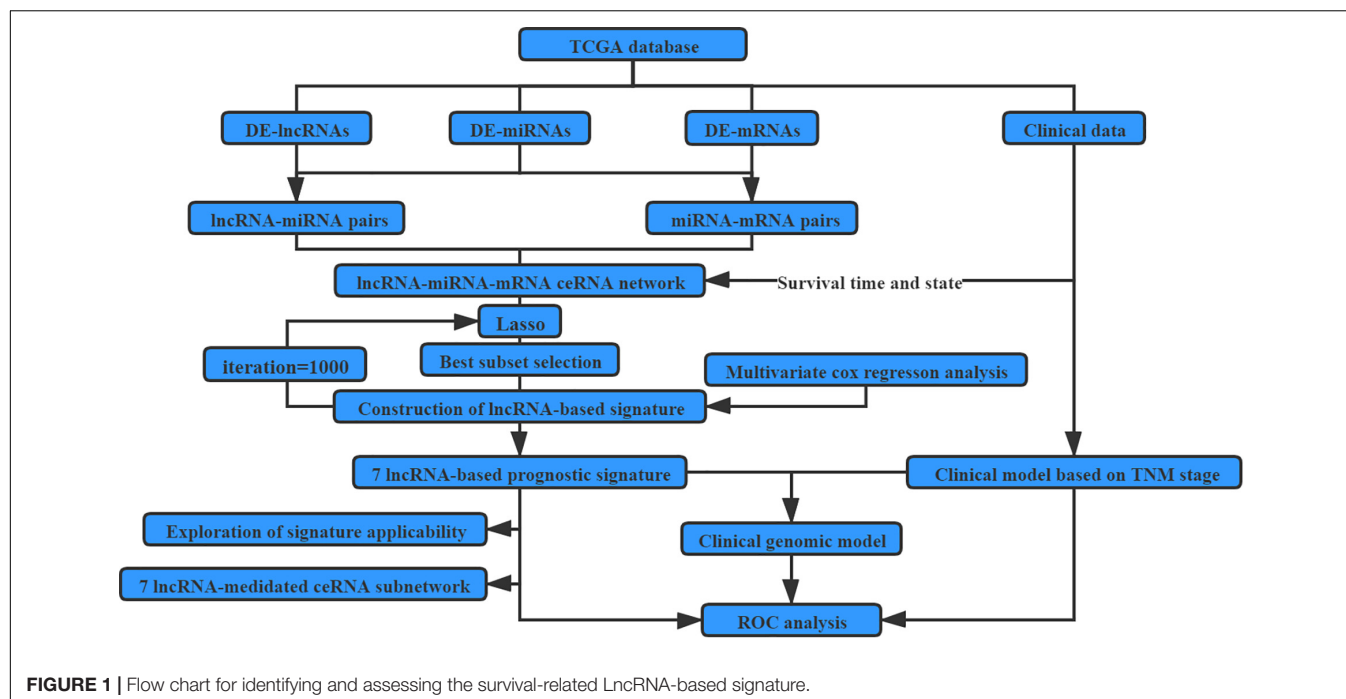 TCGA database
DE-lncRNAs
DE-miRNAs
DE-mRNAs
Clinical data
lncRNA-miRNA pairs
miRNA-mRNA pairs
lncRNA-miRNA-mRNA ceRNA network
Survival time and state
Lasso
iteration=1000
Best subset selection
Multivariate cox regresson analysis
Construction of lncRNA-based signature
7 lncRNA-based prognostic signature
Clinical model based on TNM stage
Exploration of signature applicability
Clinical genomic model
7 lncRNA-medidated ceRNA subnetwork
ROC analysis
FIGURE 1 | Flow chart for identifying and assessing the survival-related LncRNA-based signature.